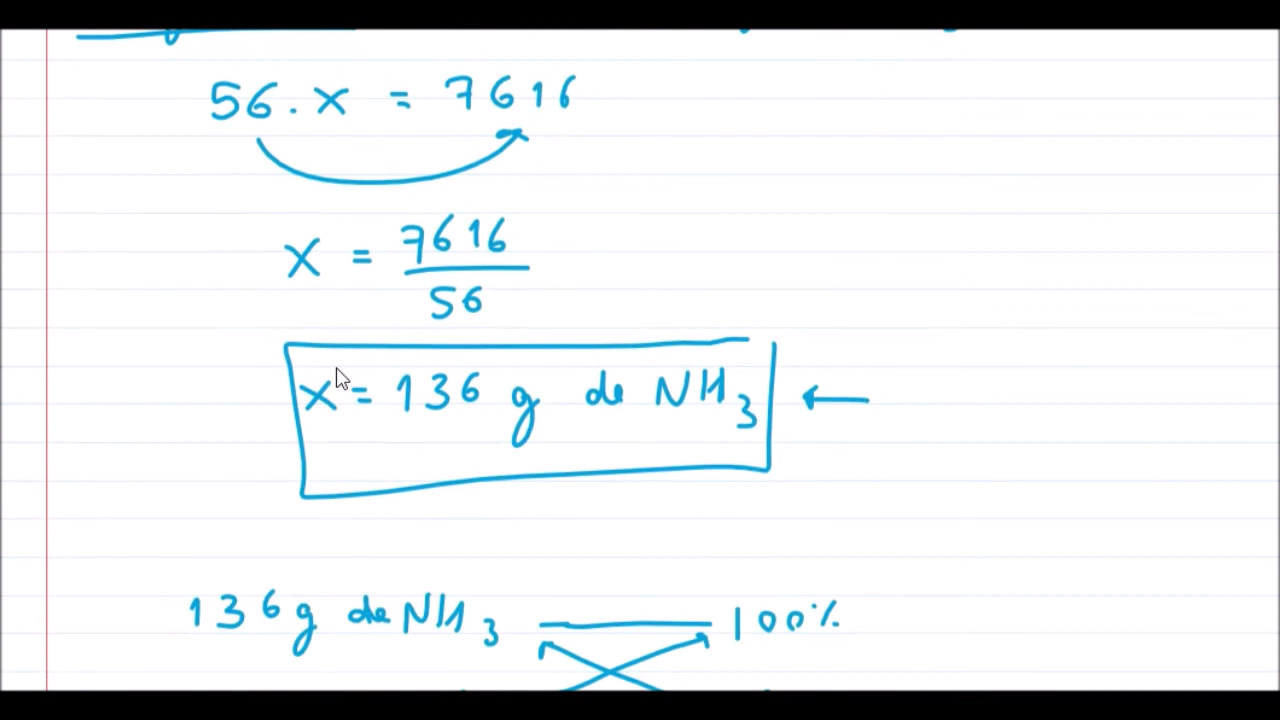 56 . x = 7616
x = 7616
56
x = 136 g de NH3
136 g de NH3 100%